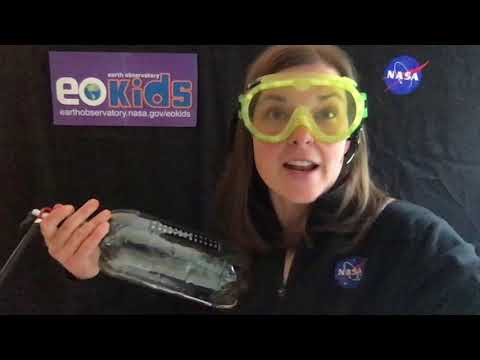 earth observatory
eokids
earthobservatory.nasa.gov/eokids
NASA
NASA